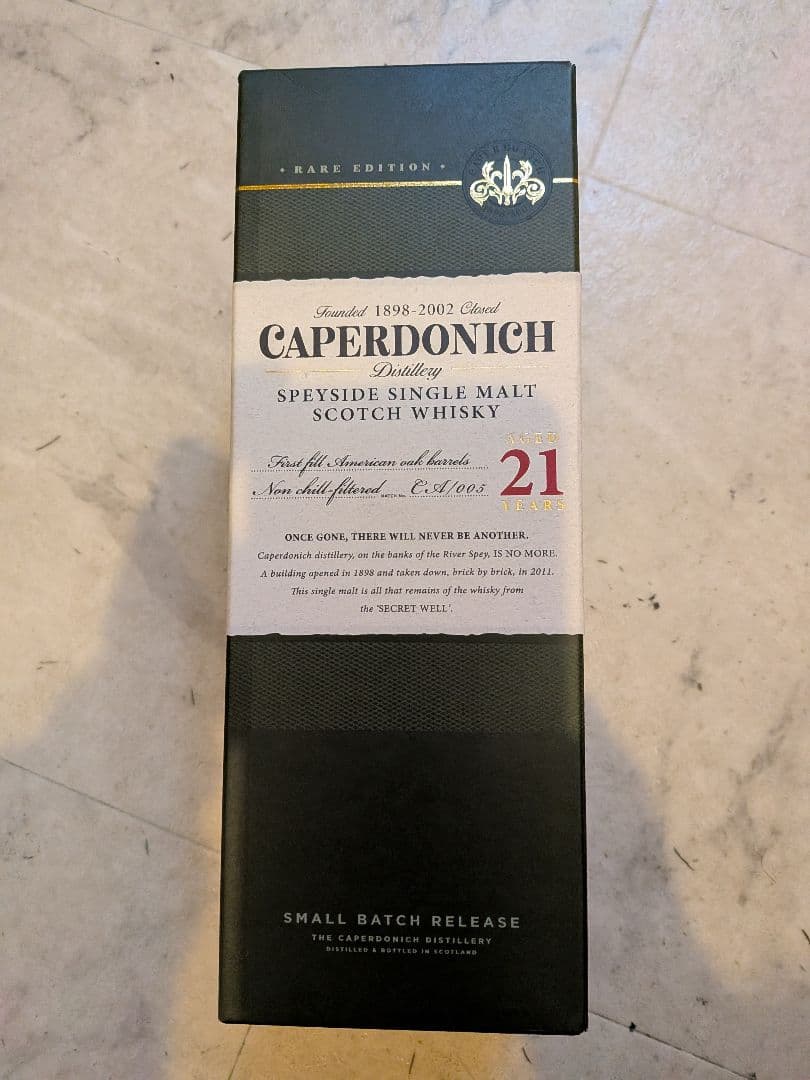 • RARE EDITION •
Founded 1898-2002 Closed
CAPERDONICH
Distillery
SPEYSIDE SINGLE MALT
SCOTCH WHISKY
AGED
First fill American oak barrels
21
Non chill-filtered BATCH No. CA/005
YEARS
ONCE GONE, THERE WILL NEVER BE ANOTHER.
Caperdonich distillery, on the banks of the River Spey, IS NO MORE.
A building opened in 1898 and taken down, brick by brick, in 2011.
This single malt is all that remains of the whisky from
the 'SECRET WELL'.
SMALL BATCH RELEASE
THE CAPERDONICH DISTILLERY
DISTILLED & BOTTLED IN SCOTLAND